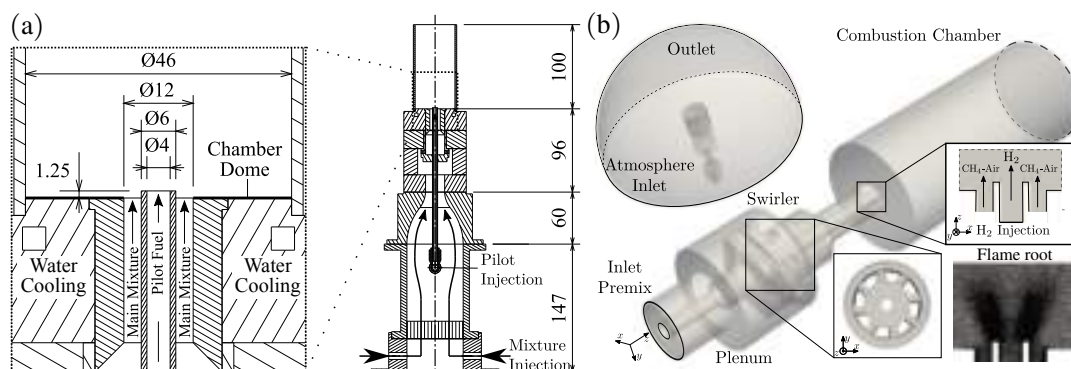 (a)
Ø46
Ø12
Ø6
Ø4
1.25
Chamber
Dome
Water
Cooling
Main Mixture
Pilot Fuel
Main Mixture
Water
Cooling
100
96
60
147
Pilot
Injection
Mixture
Injection
(b)
Outlet
Atmosphere
Inlet
Combustion Chamber
Swirler
Inlet
Premix
Plenum
x
y
z
H2
CH4-Air
CH4-Air
H2 Injection
z
y
x
Flame root
y
z
x